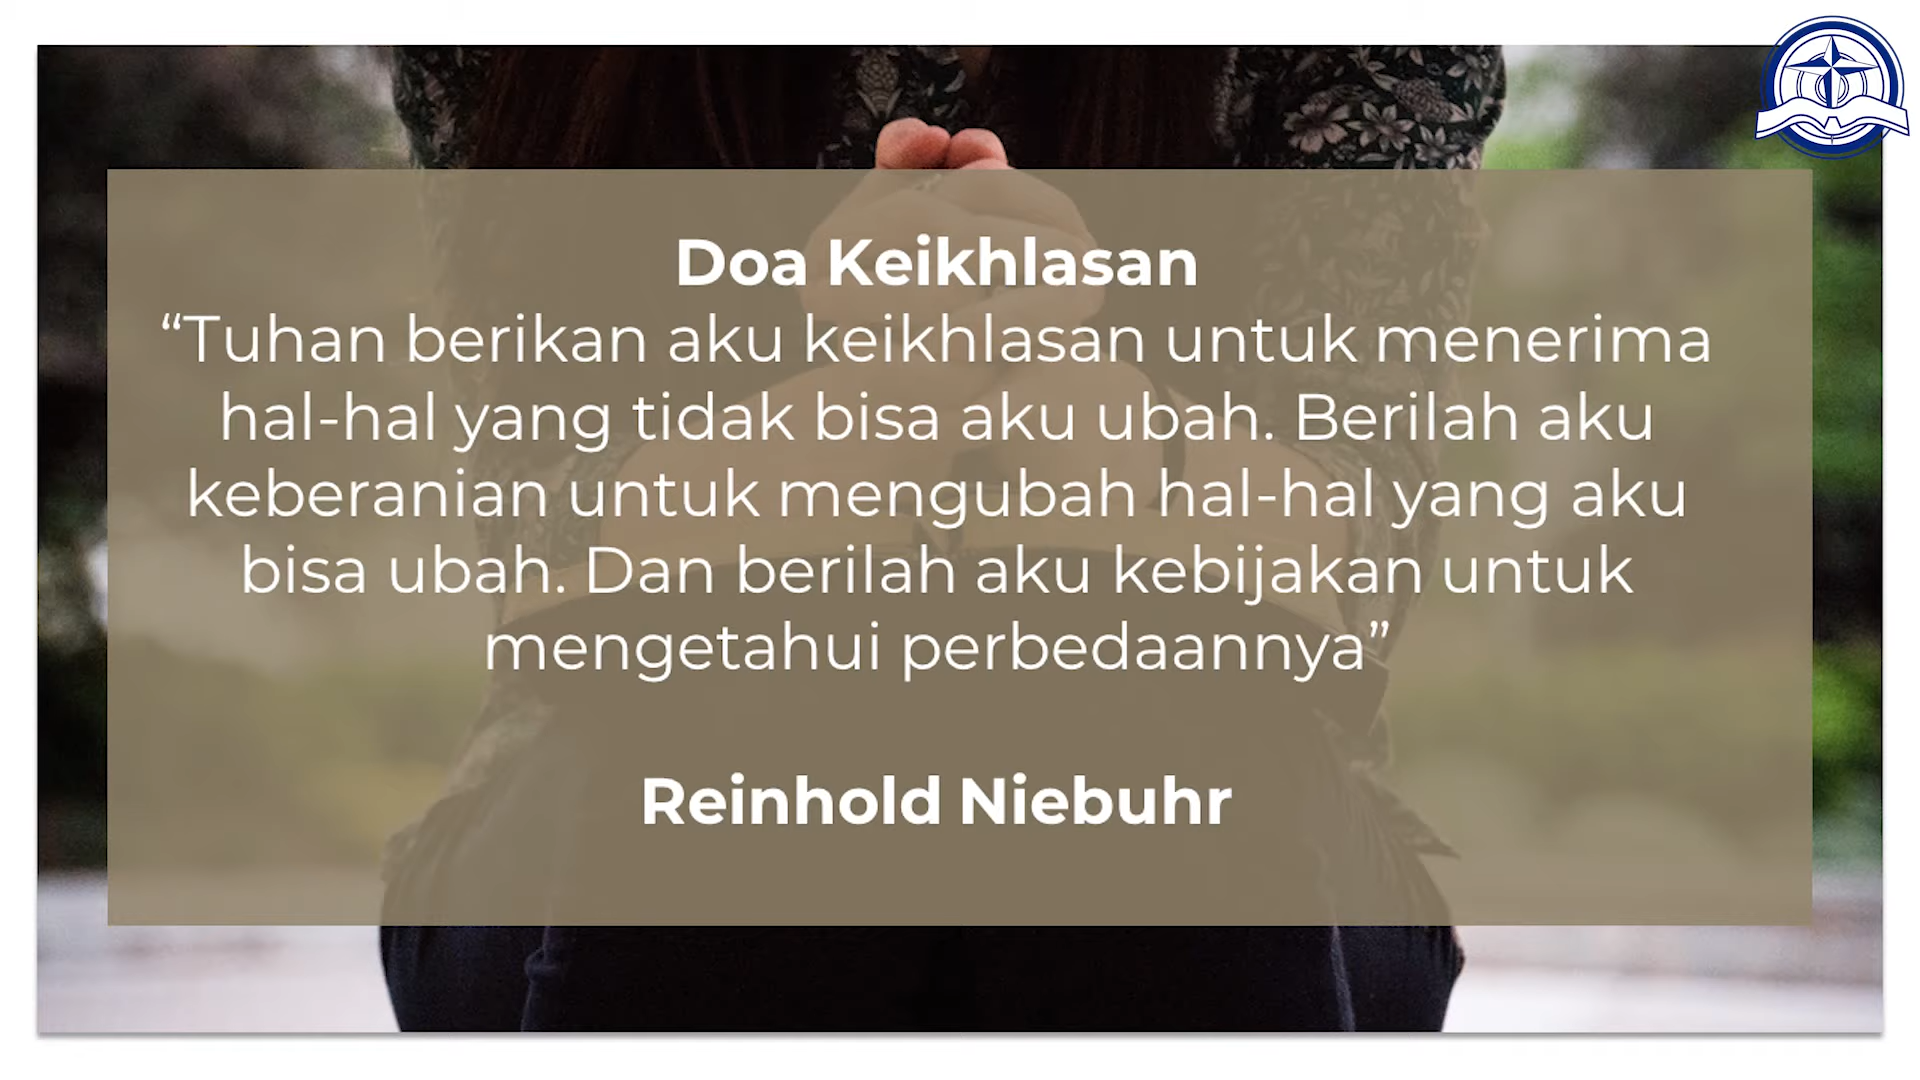 Doa Keikhlasan
“Tuhan berikan aku keikhlasan untuk menerima
hal-hal yang tidak bisa aku ubah. Berilah aku
keberanian untuk mengubah hal-hal yang aku
bisa ubah. Dan berilah aku kebijakan untuk
mengetahui perbedaannya”
Reinhold Niebuhr